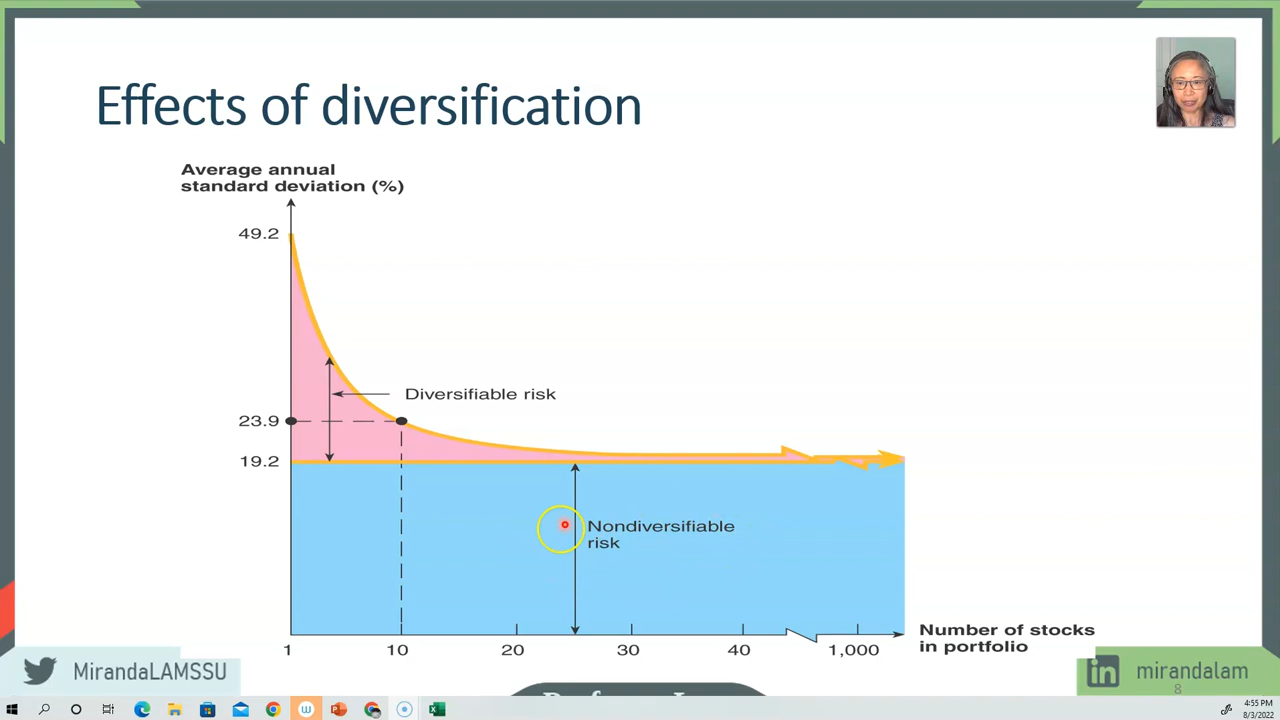 Effects of diversification
Average annual
standard deviation (%)
49.2
Diversifiable risk
23.9
19.2
Nondiversifiable
risk
Number of stocks
in portfolio
1 10 20 30 40 1,000
MirandaLAMSSU
mirandalam
8
4:55 PM
8/3/2022